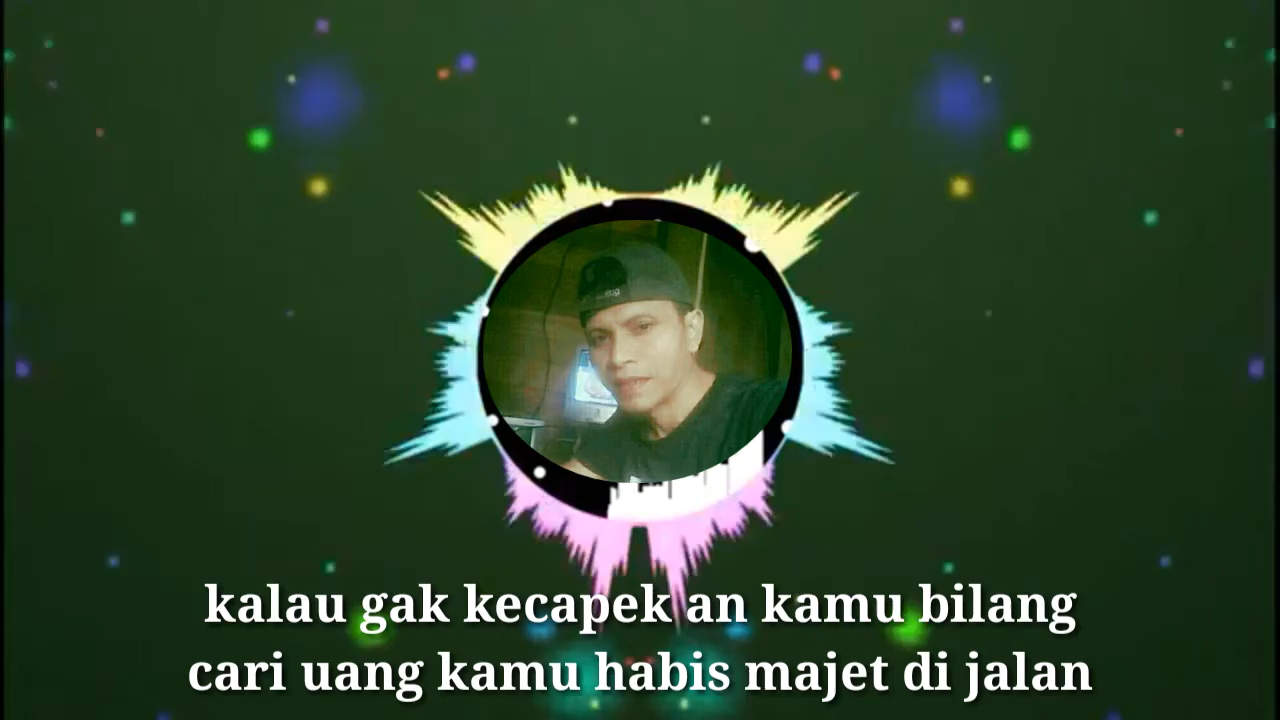 kalau gak kecapek an kamu bilang
cari uang kamu habis majet di jalan